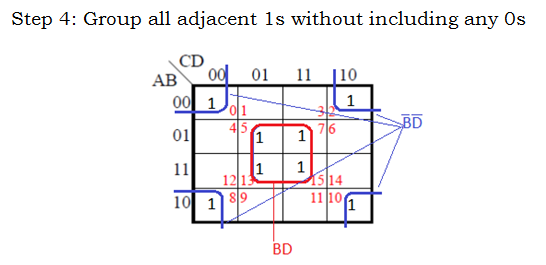 Step 4: Group all adjacent 1s without including any 0s
CD
AB 00 01 11 10
00 1 0 1 3 2 1
B̅D̅
01 4 5 1 1 7 6
11 1 1
12 13 15 14
10 1 8 9 11 10 1
BD